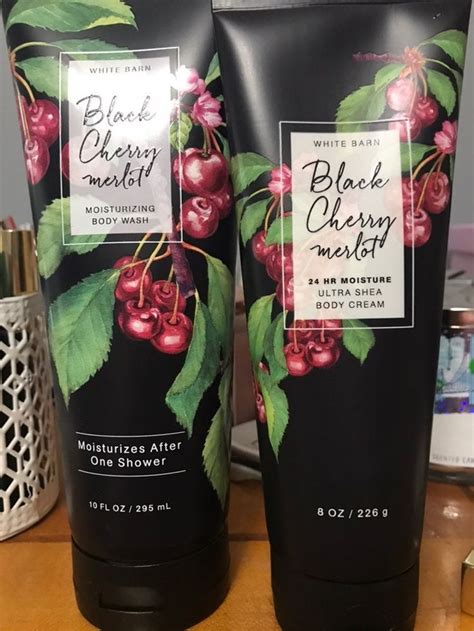 WHITE BARN
Black
Cherry
merlot
MOISTURIZING
BODY WASH
Moisturizes After
One Shower
10 FL OZ / 295 mL
WHITE BARN
Black
Cherry
merlot
24 HR MOISTURE
ULTRA SHEA
BODY CREAM
8 OZ / 226 g
SCENTED